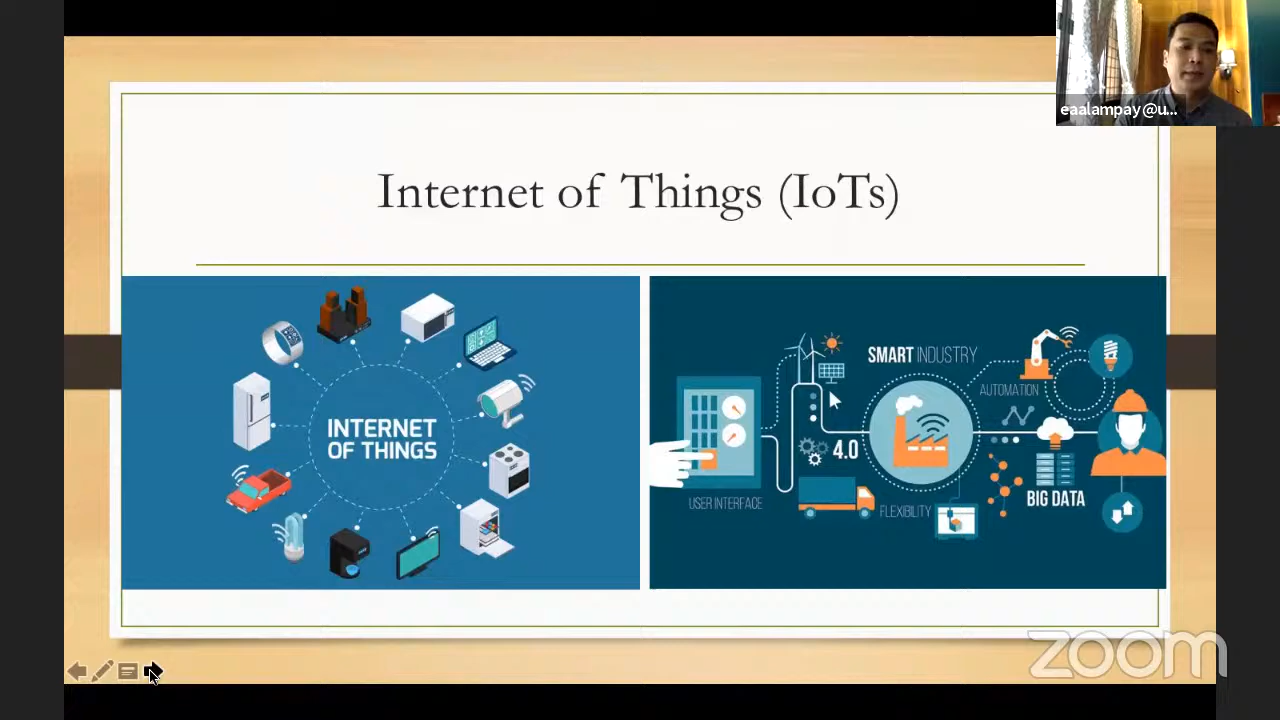 eaalampay@u...
Internet of Things (IoTs)
INTERNET
OF THINGS
SMART INDUSTRY
AUTOMATION
4.0
USER INTERFACE
FLEXIBILITY
BIG DATA
zoom